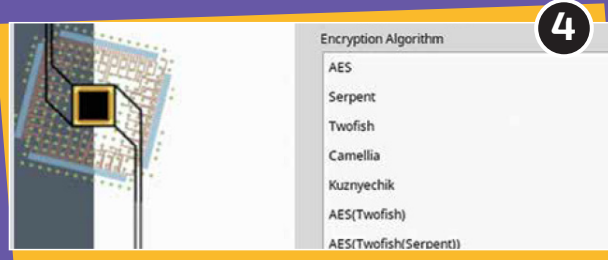 4
Encryption Algorithm
AES
Serpent
Twofish
Camellia
Kuznyechik
AES(Twofish)
AES(Twofish(Serpent))